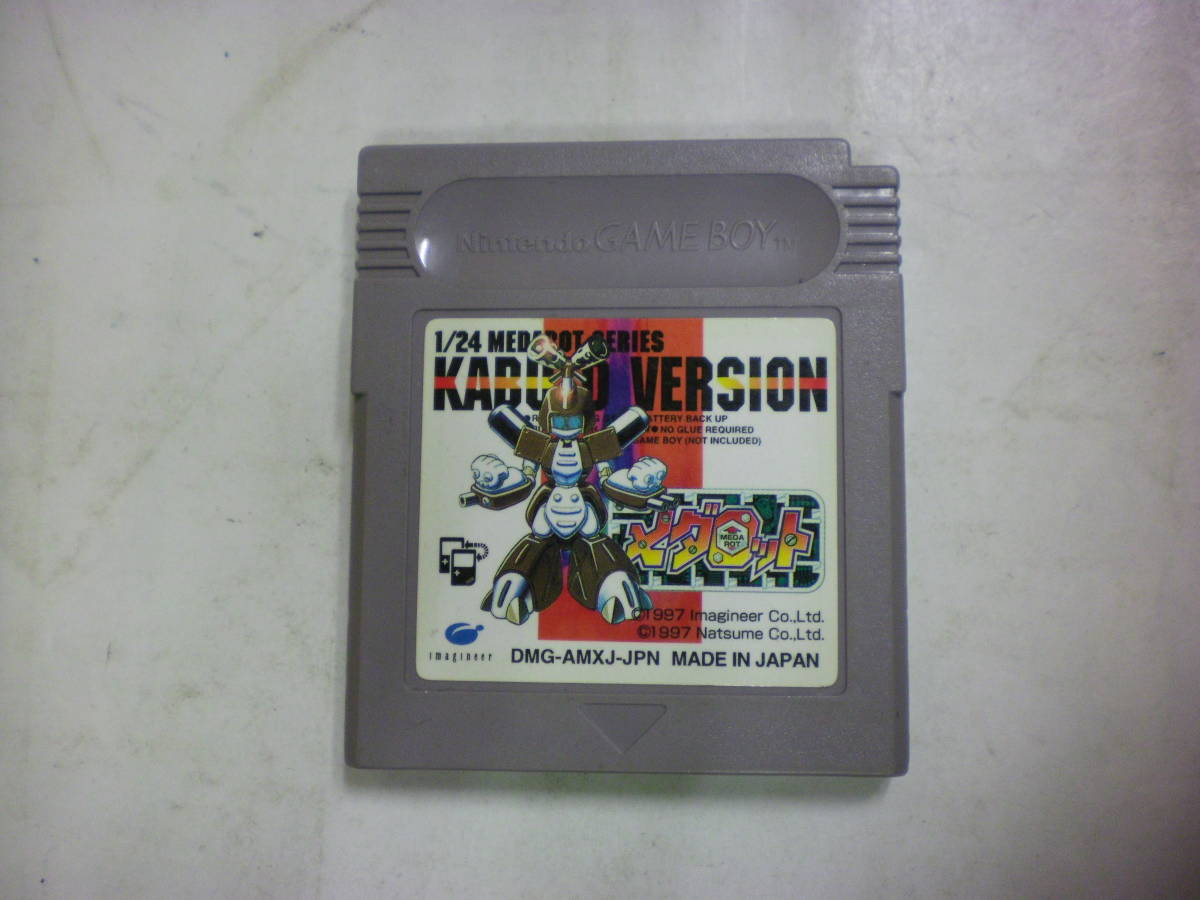 Nintendo GAME BOY TM
1/24 MEDAROT SERIES
KABUTO VERSION
BATTERY BACK UP
NO GLUE REQUIRED
GAME BOY (NOT INCLUDED)
メダロット
MEDA
ROT
©1997 Imagineer Co.,Ltd.
©1997 Natsume Co.,Ltd.
imagineer
DMG-AMXJ-JPN MADE IN JAPAN